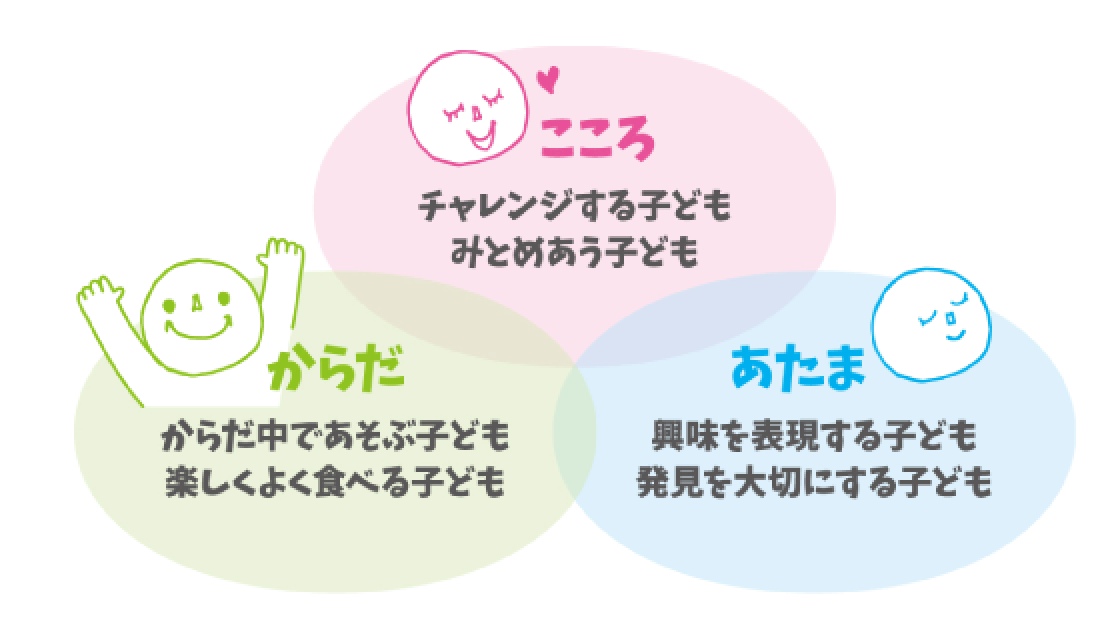 こころ
チャレンジする子ども
みとめあう子ども
からだ
からだ中であそぶ子ども
楽しくよく食べる子ども
あたま
興味を表現する子ども
発見を大切にする子ども